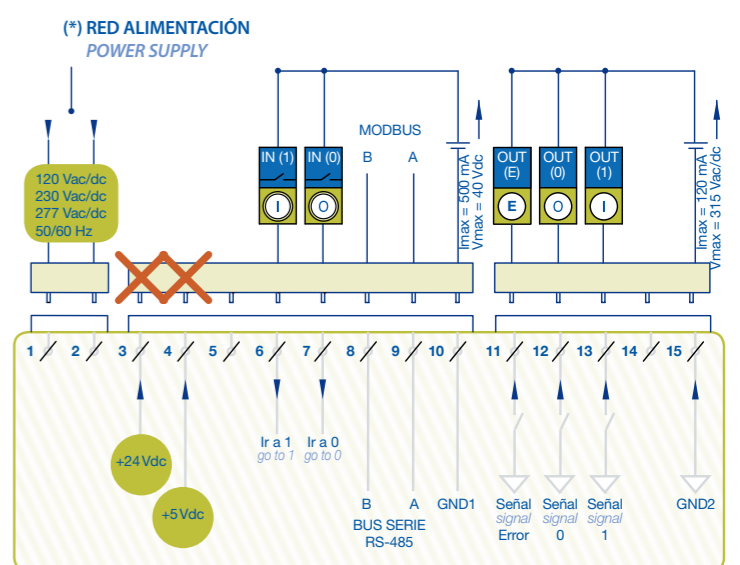 (*) RED ALIMENTACIÓN
POWER SUPPLY
120 Vac/dc
230 Vac/dc
277 Vac/dc
50/60 Hz
IN (1)
I
IN (0)
O
MODBUS
B
A
Imax = 500 mA
Vmax = 40 Vdc
OUT
(E)
E
OUT
(0)
O
OUT
(1)
I
Imax = 120 mA
Vmax = 315 Vac/dc
1
2
3
4
5
6
7
8
9
10
11
12
13
14
15
+24 Vdc
+5 Vdc
Ir a 1
go to 1
Ir a 0
go to 0
B
A
GND1
BUS SERIE
RS-485
Señal
signal
Error
Señal
signal
0
Señal
signal
1
GND2